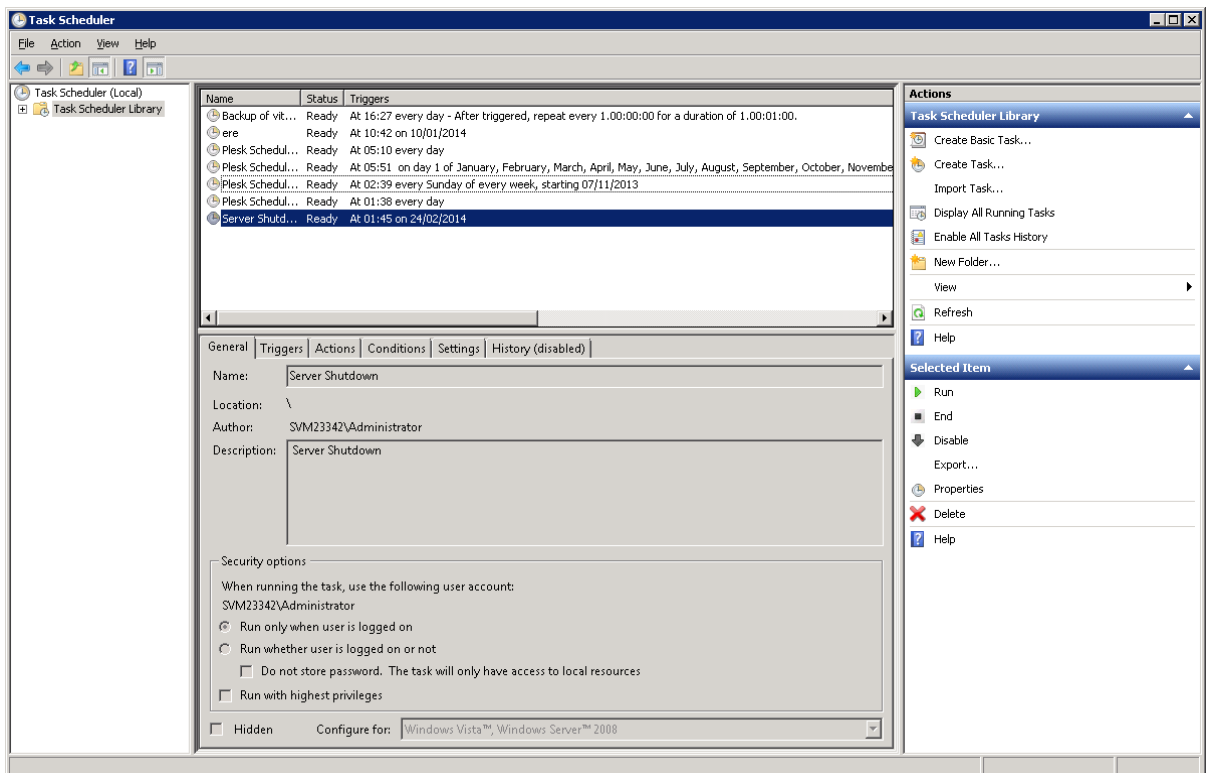 Task Scheduler
File Action View Help
Task Scheduler (Local)
Task Scheduler Library
Name Status Triggers
Backup of vit... Ready At 16:27 every day - After triggered, repeat every 1.00:00:00 for a duration of 1.00:01:00.
ere Ready At 10:42 on 10/01/2014
Plesk Schedul... Ready At 05:10 every day
Plesk Schedul... Ready At 05:51 on day 1 of January, February, March, April, May, June, July, August, September, October, Novembe
Plesk Schedul... Ready At 02:39 every Sunday of every week, starting 07/11/2013
Plesk Schedul... Ready At 01:38 every day
Server Shutd... Ready At 01:45 on 24/02/2014
General Triggers Actions Conditions Settings History (disabled)
Name: Server Shutdown
Location: \
Author: SVM23342\Administrator
Description: Server Shutdown
Security options
When running the task, use the following user account:
SVM23342\Administrator
Run only when user is logged on
Run whether user is logged on or not
Do not store password. The task will only have access to local resources
Run with highest privileges
Hidden Configure for: Windows Vista™, Windows Server™ 2008
Actions
Task Scheduler Library
Create Basic Task...
Create Task...
Import Task...
Display All Running Tasks
Enable All Tasks History
New Folder...
View
Refresh
Help
Selected Item
Run
End
Disable
Export...
Properties
Delete
Help